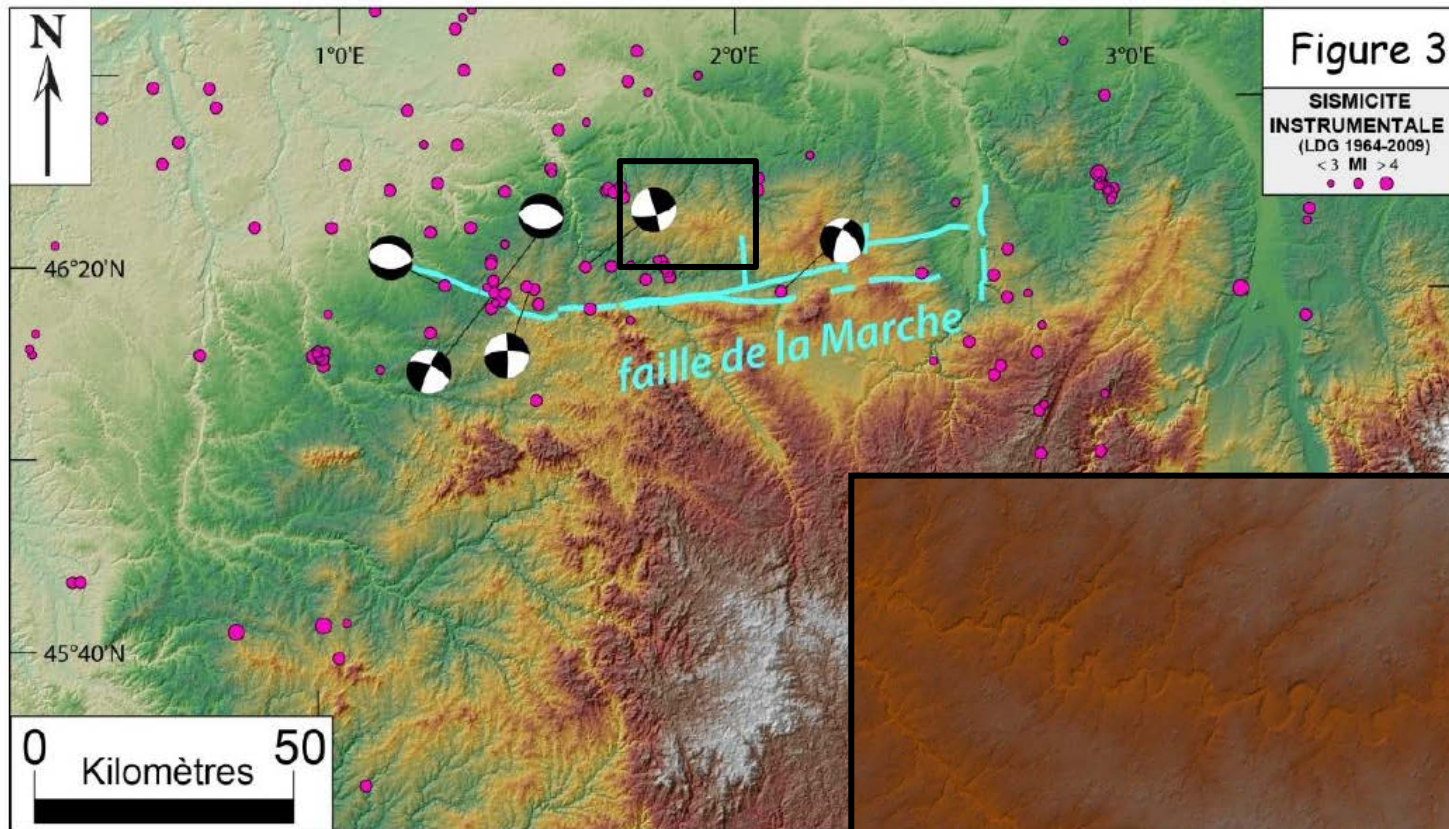 N
1°0'E
2°0'E
3°0'E
Figure 3
SISMICITE
INSTRUMENTALE
(LDG 1964-2009)
< 3 MI > 4
46°20'N
faille de la Marche
45°40'N
0 50
Kilomètres